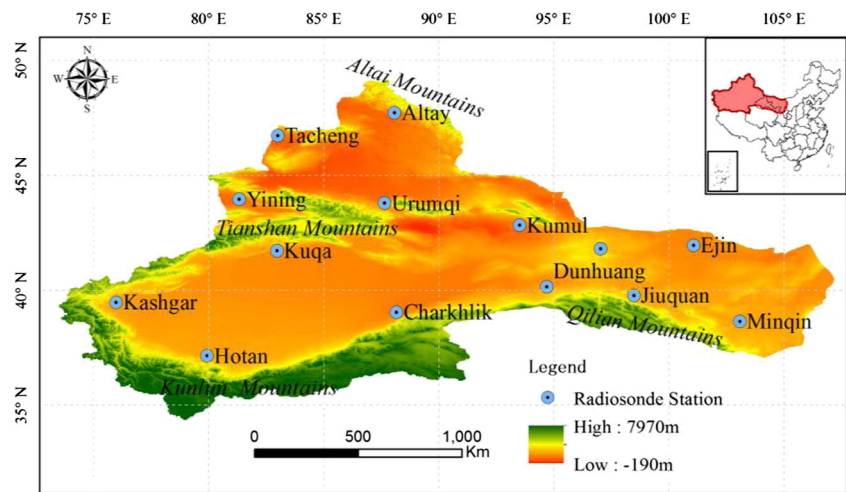 75° E 80° E 85° E 90° E 95° E 100° E 105° E
50° N
45° N
40° N
35° N
N
W E
S
Altai Mountains
Altay
Tacheng
Yining
Urumqi
Tianshan Mountains
Kumul
Kuqa
Ejin
Dunhuang
Kashgar
Charkhlik
Jiuquan
Qilian Mountains
Minqin
Hotan
Kunlun Mountains
Legend
Radiosonde Station
High : 7970m
Low : -190m
0 500 1,000
Km